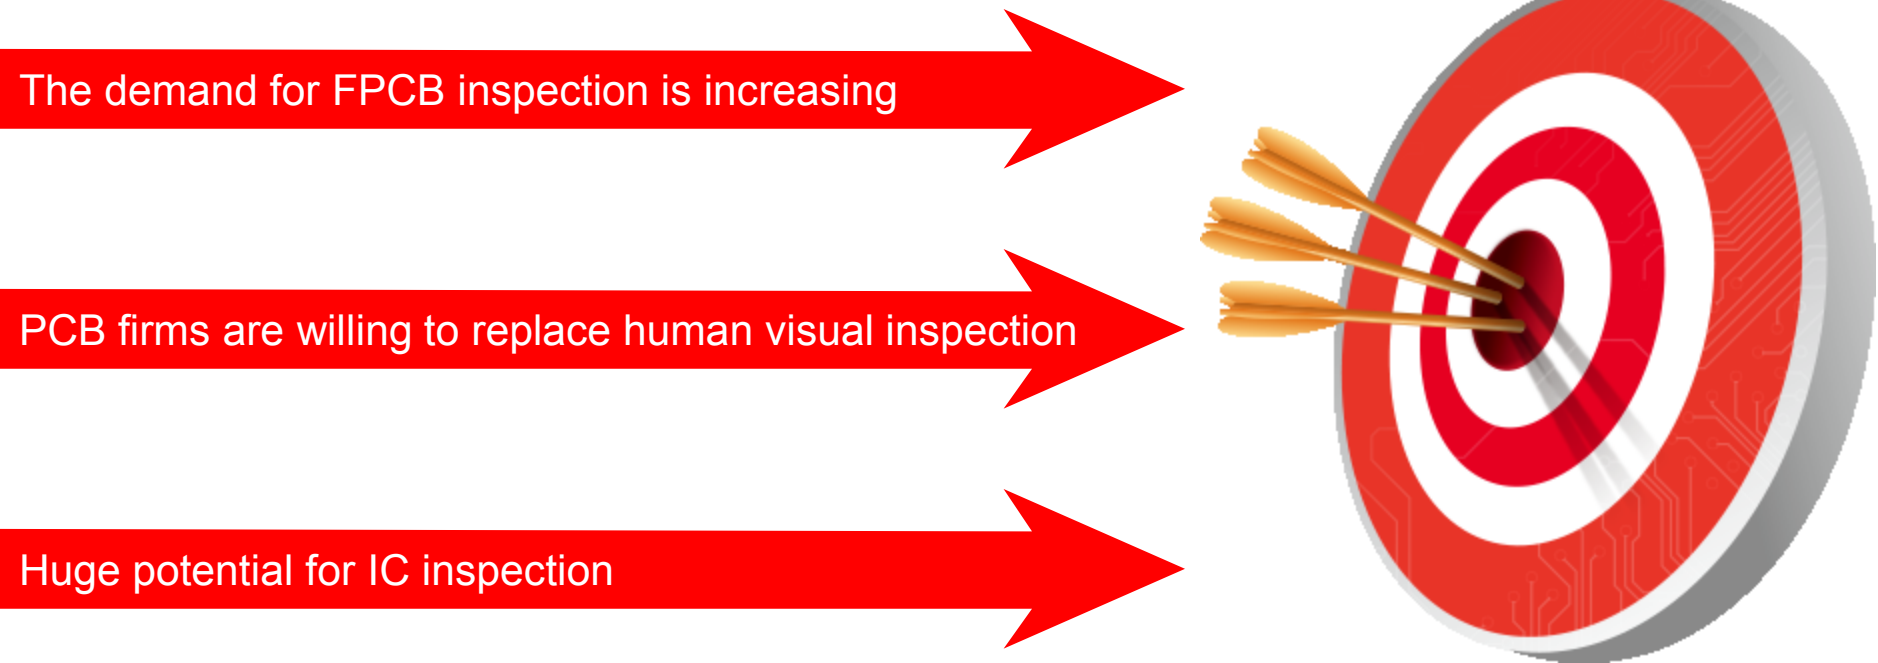 The demand for FPCB inspection is increasing
PCB firms are willing to replace human visual inspection
Huge potential for IC inspection